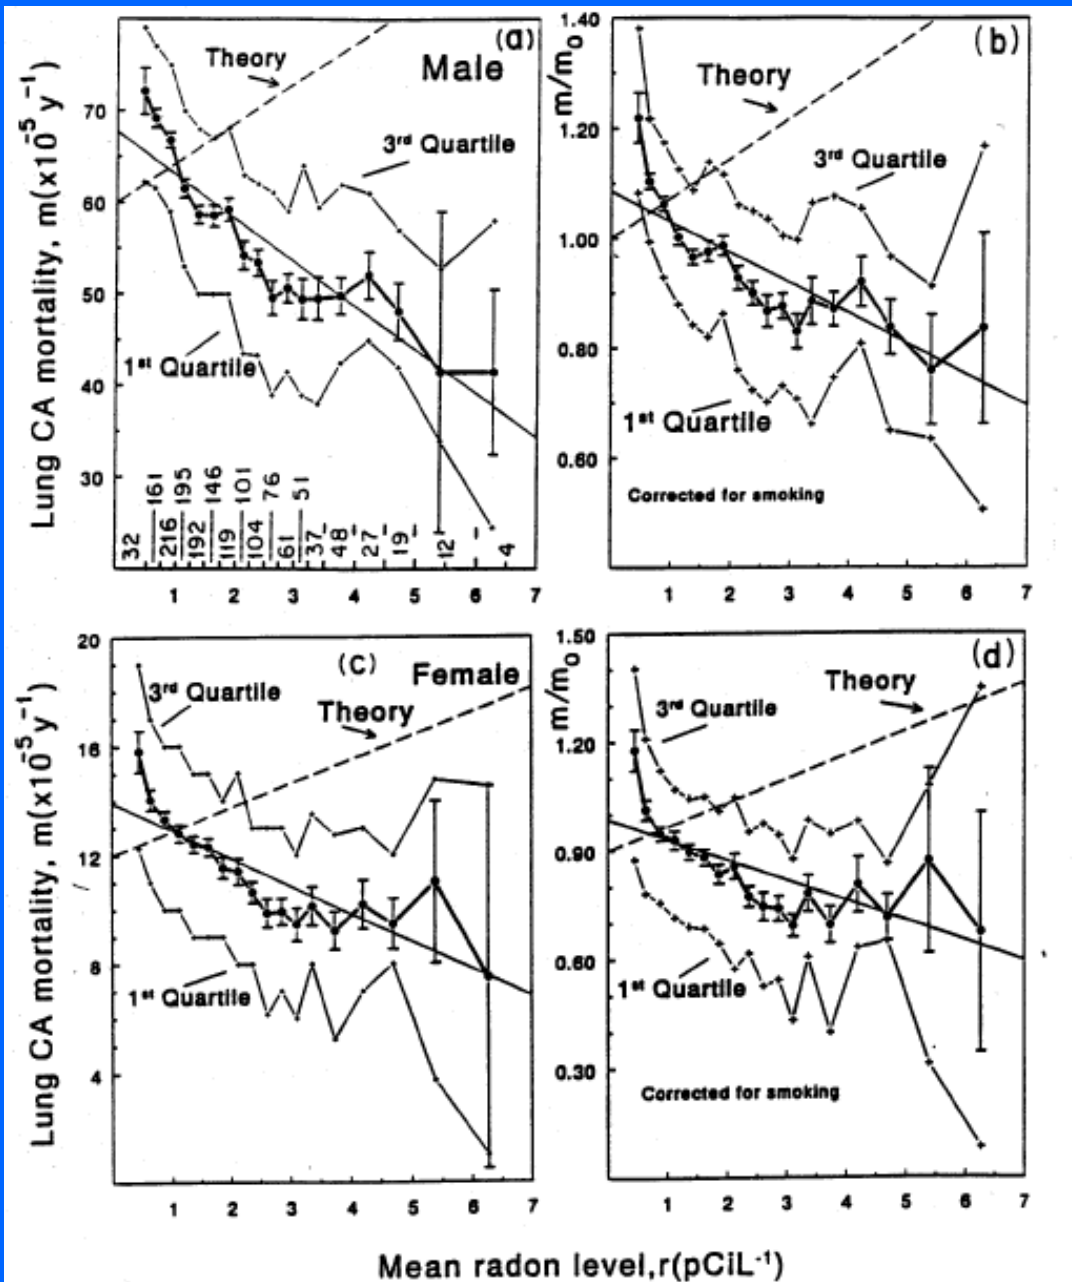 (a)
Male
Theory
3rd Quartile
1st Quartile
Lung CA mortality, m(x10-5 y-1)
70
60
50
40
30
32
161
216
195
192
146
119
101
104
76
61
51
37
48
27
19
12
4
1 2 3 4 5 6 7
(b)
m/mo
Theory
3rd Quartile
1st Quartile
Corrected for smoking
1.40
1.20
1.00
0.80
0.60
1 2 3 4 5 6 7
(c)
Female
3rd Quartile
Theory
1st Quartile
Lung CA mortality, m(x10-5 y-1)
20
16
12
8
4
1 2 3 4 5 6 7
(d)
m/mo
Theory
3rd Quartile
1st Quartile
Corrected for smoking
1.50
1.20
0.90
0.60
0.30
1 2 3 4 5 6 7
Mean radon level,r(pCiL-1)